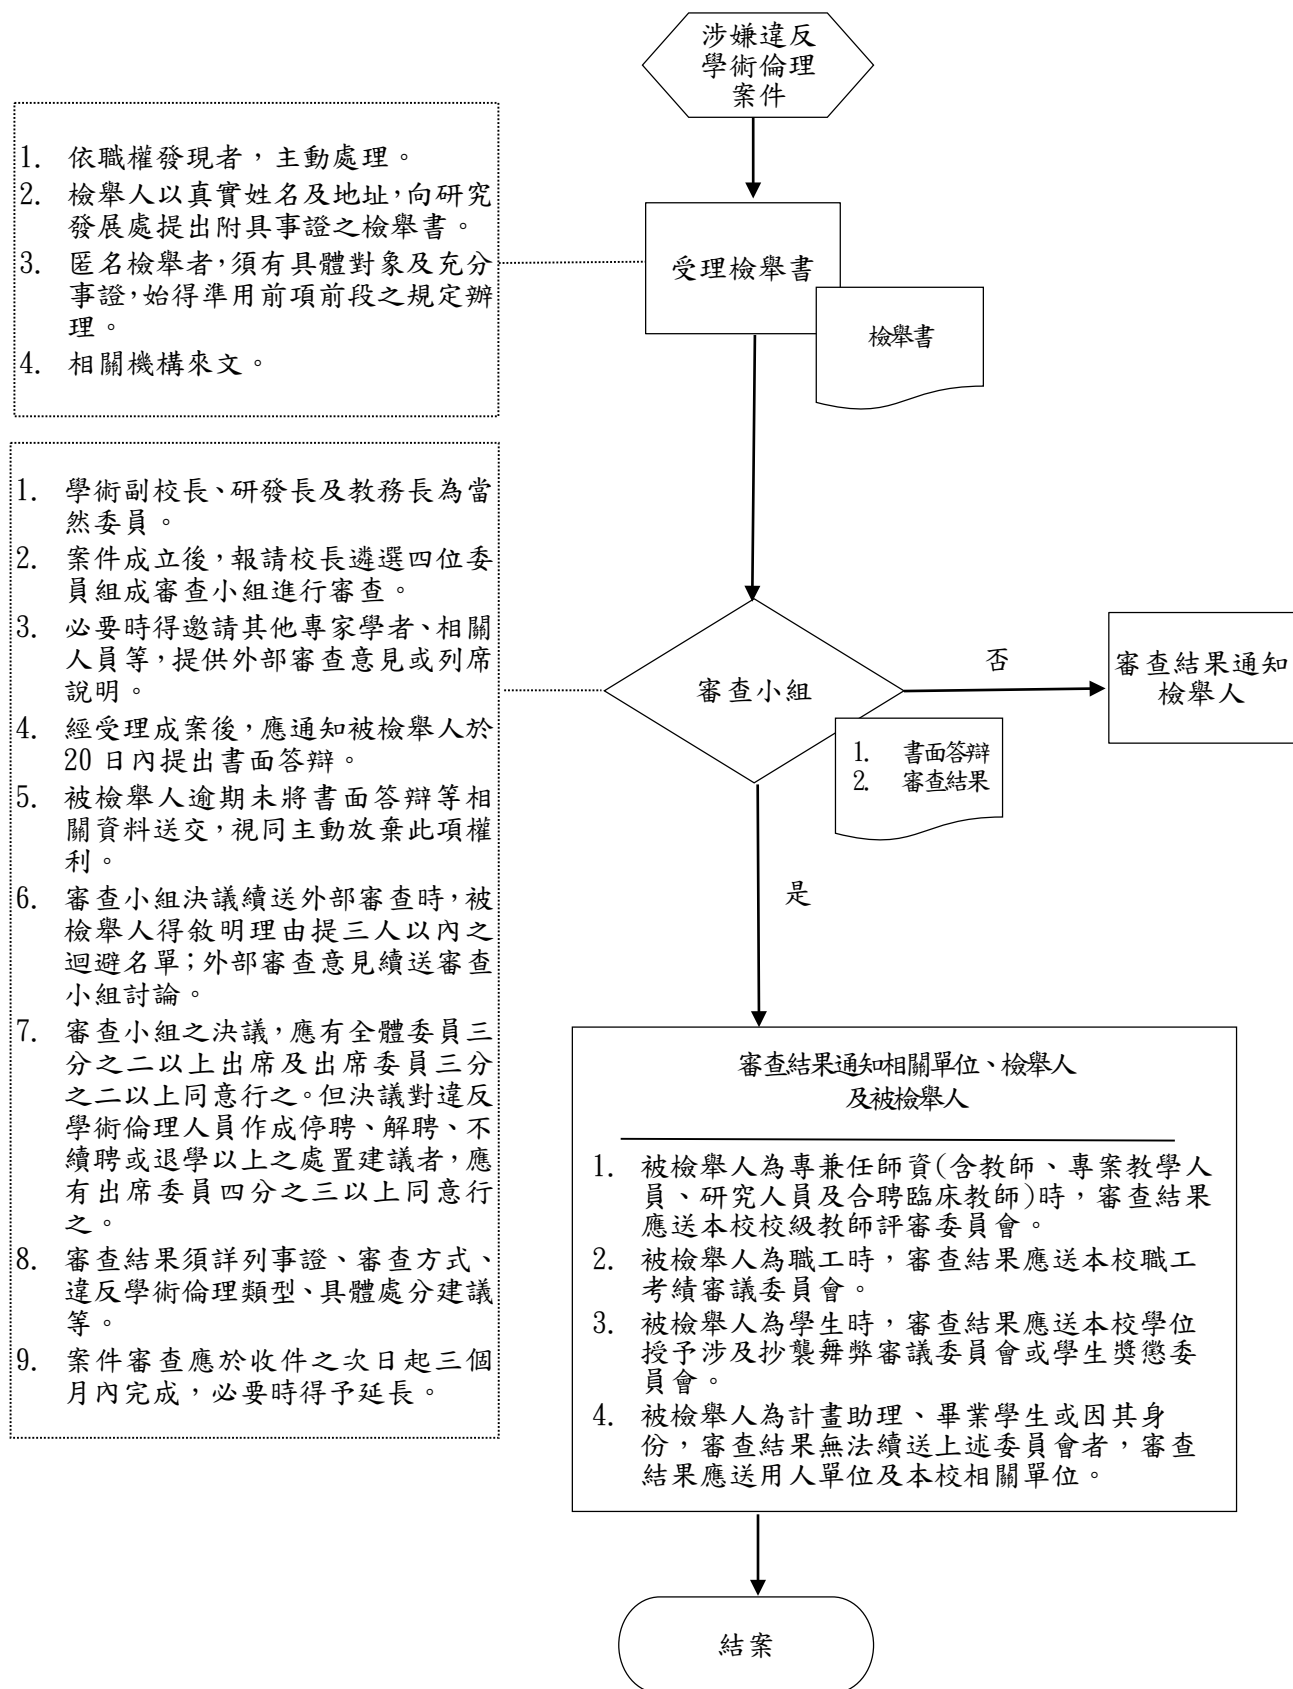 涉嫌違反
學術倫理
案件
1. 依職權發現者，主動處理。
2. 檢舉人以真實姓名及地址，向研究
發展處提出附具事證之檢舉書。
3. 匿名檢舉者，須有具體對象及充分
事證，始得準用前項前段之規定辦
理。
4. 相關機構來文。
受理檢舉書
檢舉書
1. 學術副校長、研發長及教務長為當
然委員。
2. 案件成立後，報請校長遴選四位委
員組成審查小組進行審查。
3. 必要時得邀請其他專家學者、相關
人員等，提供外部審查意見或列席
說明。
4. 經受理成案後，應通知被檢舉人於
20 日內提出書面答辯。
5. 被檢舉人逾期未將書面答辯等相
關資料送交，視同主動放棄此項權
利。
6. 審查小組決議續送外部審查時，被
檢舉人得敘明理由提三人以內之
迴避名單；外部審查意見續送審查
小組討論。
7. 審查小組之決議，應有全體委員三
分之二以上出席及出席委員三分
之二以上同意行之。但決議對違反
學術倫理人員作成停聘、解聘、不
續聘或退學以上之處置建議者，應
有出席委員四分之三以上同意行
之。
8. 審查結果須詳列事證、審查方式、
違反學術倫理類型、具體處分建議
等。
9. 案件審查應於收件之次日起三個
月內完成，必要時得予延長。
審查小組
否
審查結果通知
檢舉人
1. 書面答辯
2. 審查結果
是
審查結果通知相關單位、檢舉人
及被檢舉人
1. 被檢舉人為專兼任師資(含教師、專案教學人
員、研究人員及合聘臨床教師)時，審查結果
應送本校校級教師評審委員會。
2. 被檢舉人為職工時，審查結果應送本校職工
考績審議委員會。
3. 被檢舉人為學生時，審查結果應送本校學位
授予涉及抄襲舞弊審議委員會或學生獎懲委
員會。
4. 被檢舉人為計畫助理、畢業學生或因其身
份，審查結果無法續送上述委員會者，審查
結果應送用人單位及本校相關單位。
結案